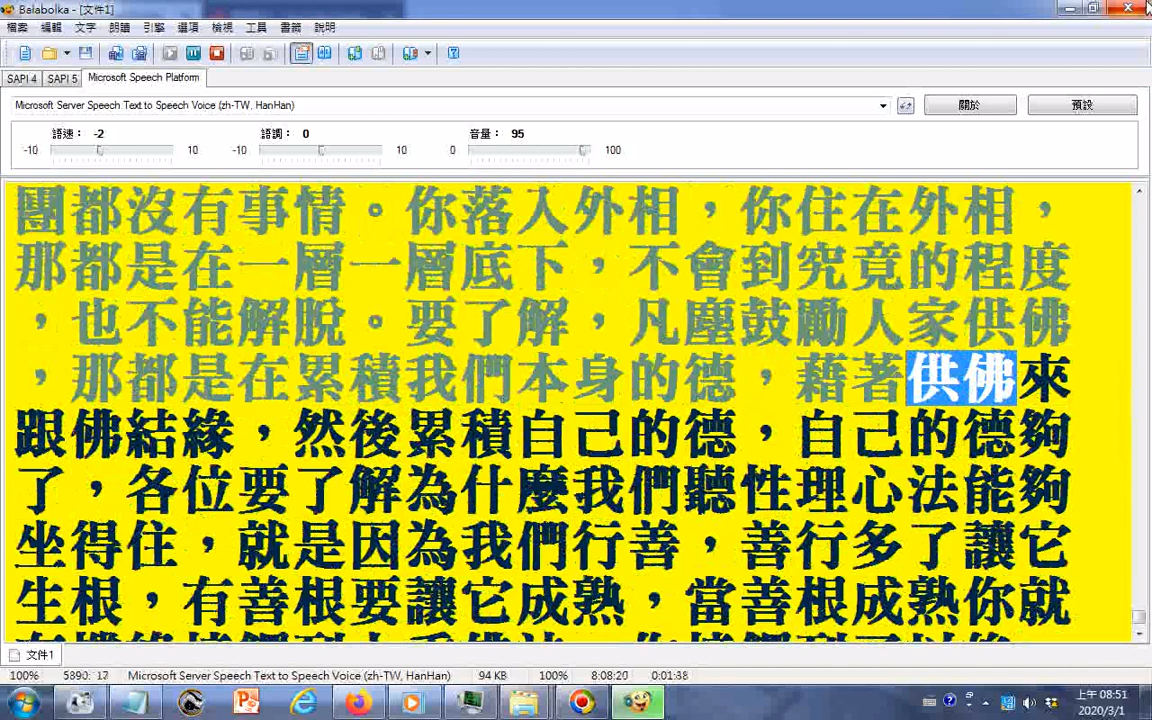 Balabolka - [文件1]
檔案 編輯 文字 朗讀 引擎 選項 檢視 工具 書籤 說明
SAPI 4 SAPI 5 Microsoft Speech Platform
Microsoft Server Speech Text to Speech Voice (zh-TW, HanHan) 關於 預設
語速: -2 語調: 0 音量: 95
-10 10 -10 10 0 100
團都沒有事情。你落入外相，你住在外相，
那都是在一層一層底下，不會到究竟的程度
，也不能解脫。要了解，凡塵鼓勵人家供佛
，那都是在累積我們本身的德，藉著供佛來
跟佛結緣，然後累積自己的德，自己的德夠
了，各位要了解為什麼我們聽性理心法能夠
坐得住，就是因為我們行善，善行多了讓它
生根，有善根要讓它成熟，當善根成熟你就
文件1
100% 5390: 17 Microsoft Server Speech Text to Speech Voice (zh-TW, HanHan) 94 KB 100% 8:08:20 0:01:38
上午 08:51
2020/3/1